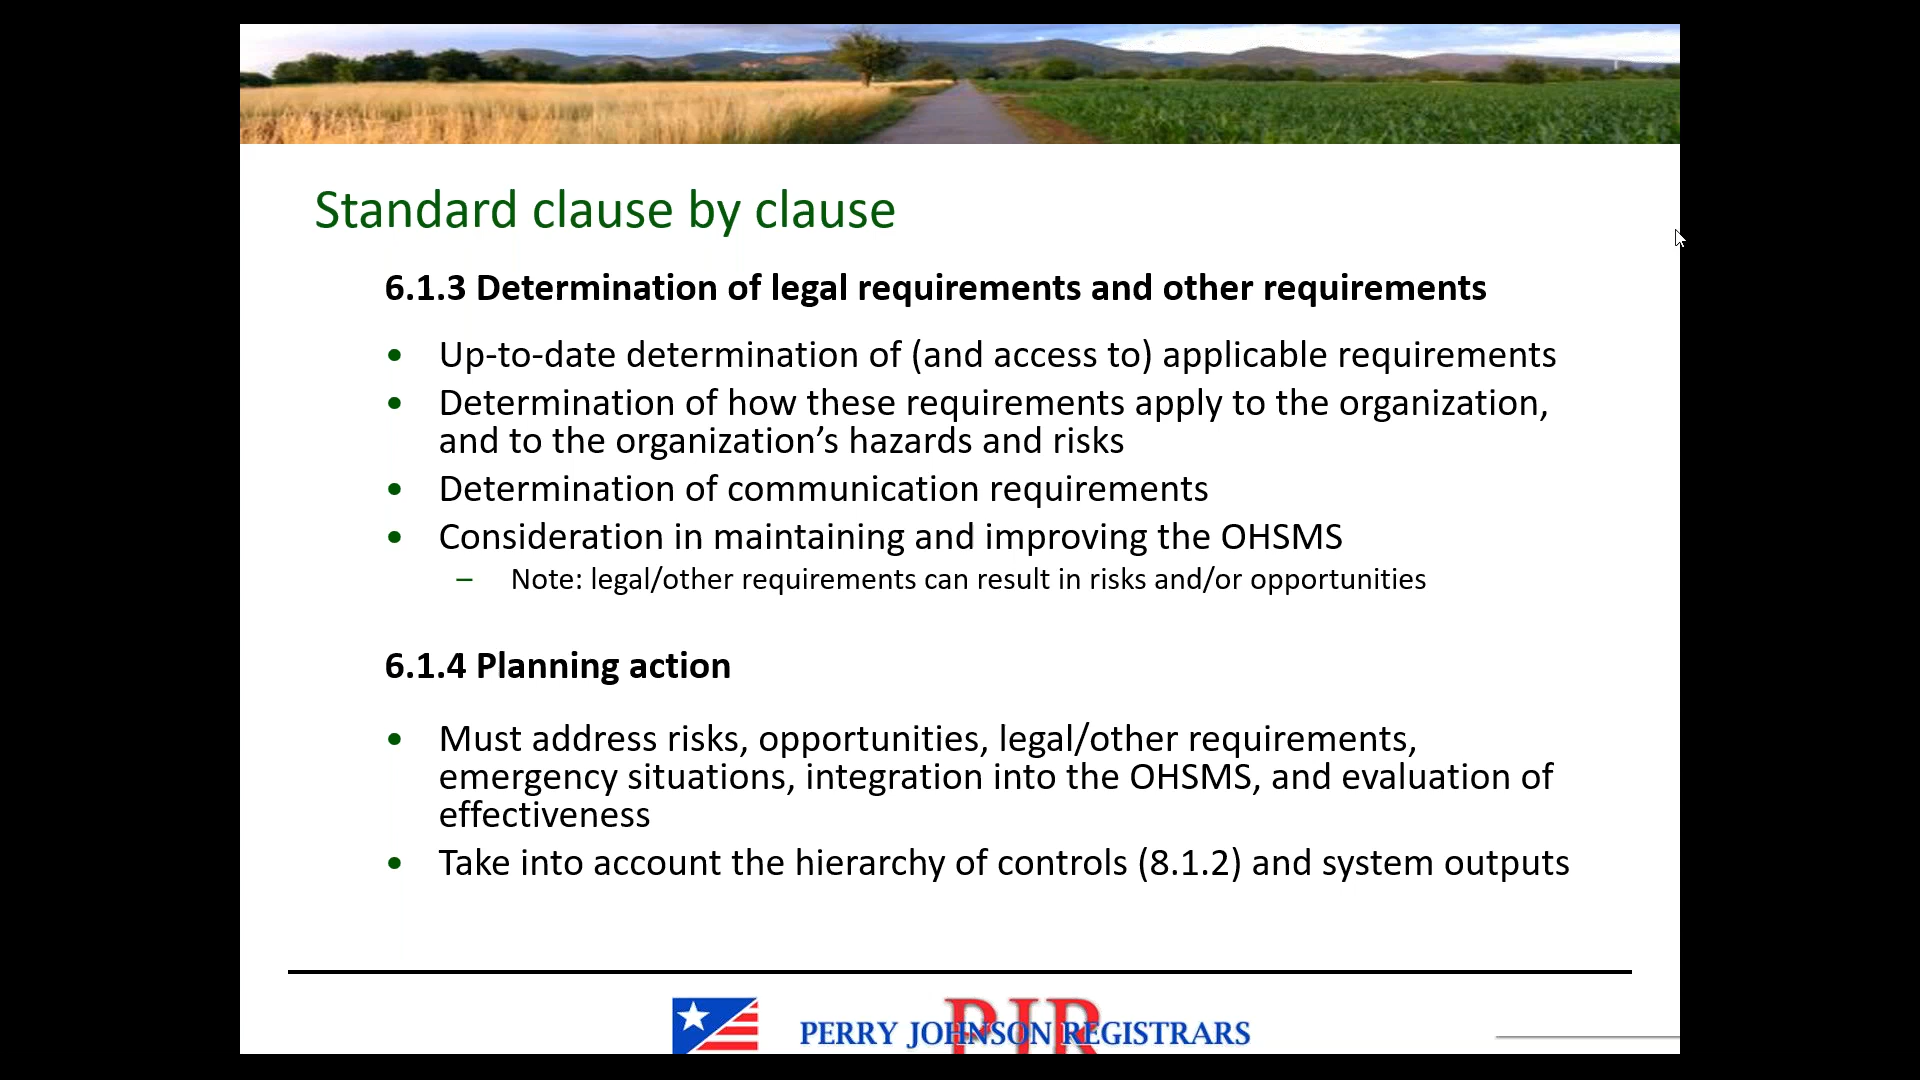 Standard clause by clause
6.1.3 Determination of legal requirements and other requirements
• Up-to-date determination of (and access to) applicable requirements
• Determination of how these requirements apply to the organization,
and to the organization’s hazards and risks
• Determination of communication requirements
• Consideration in maintaining and improving the OHSMS
– Note: legal/other requirements can result in risks and/or opportunities
6.1.4 Planning action
• Must address risks, opportunities, legal/other requirements,
emergency situations, integration into the OHSMS, and evaluation of
effectiveness
• Take into account the hierarchy of controls (8.1.2) and system outputs
PJR
PERRY JOHNSON REGISTRARS